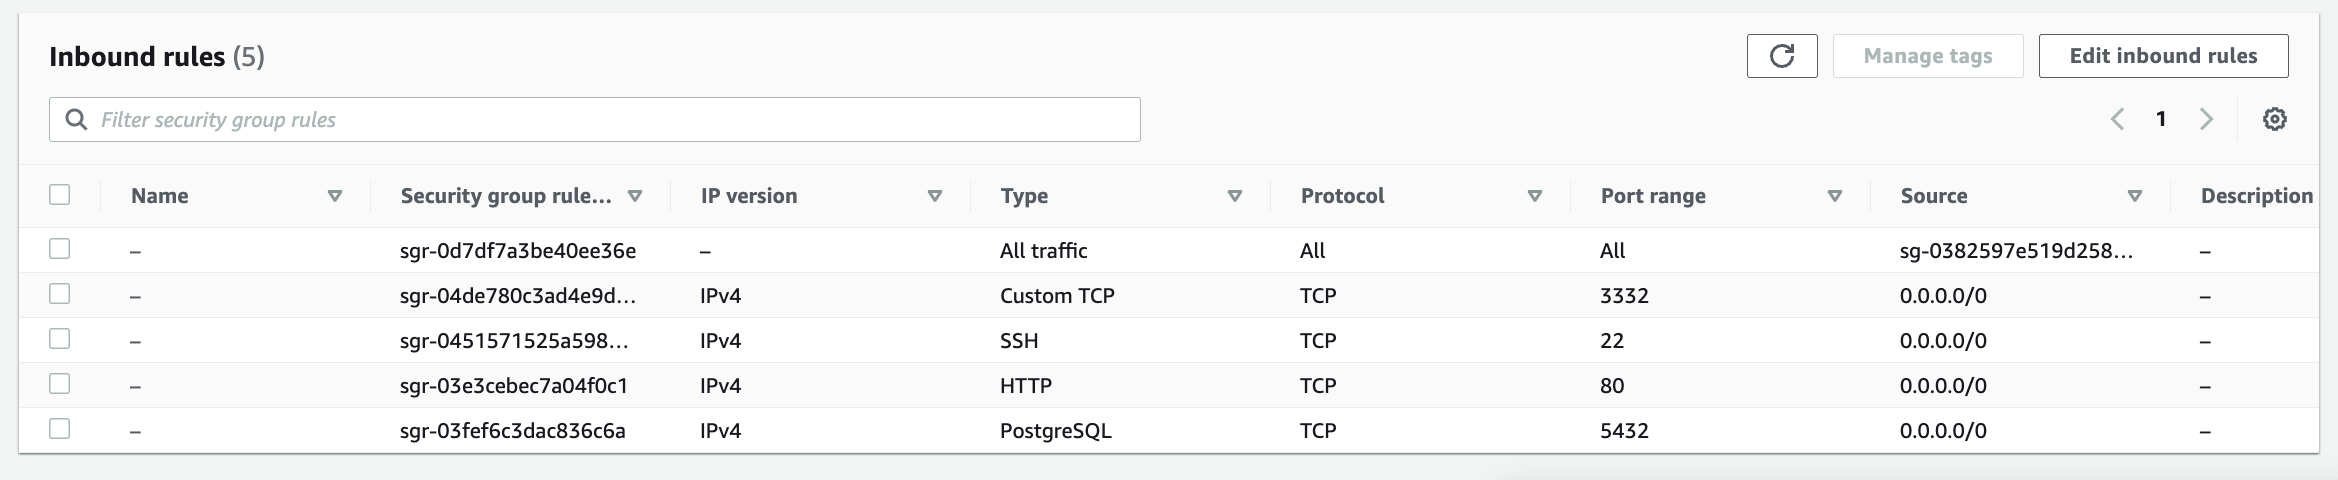 Inbound rules (5)
Manage tags
Edit inbound rules
Filter security group rules
1
Name Security group rule... IP version Type Protocol Port range Source Description
– sgr-0d7df7a3be40ee36e – All traffic All All sg-0382597e519d258... –
– sgr-04de780c3ad4e9d... IPv4 Custom TCP TCP 3332 0.0.0.0/0 –
– sgr-0451571525a598... IPv4 SSH TCP 22 0.0.0.0/0 –
– sgr-03e3cebec7a04f0c1 IPv4 HTTP TCP 80 0.0.0.0/0 –
– sgr-03fef6c3dac836c6a IPv4 PostgreSQL TCP 5432 0.0.0.0/0 –